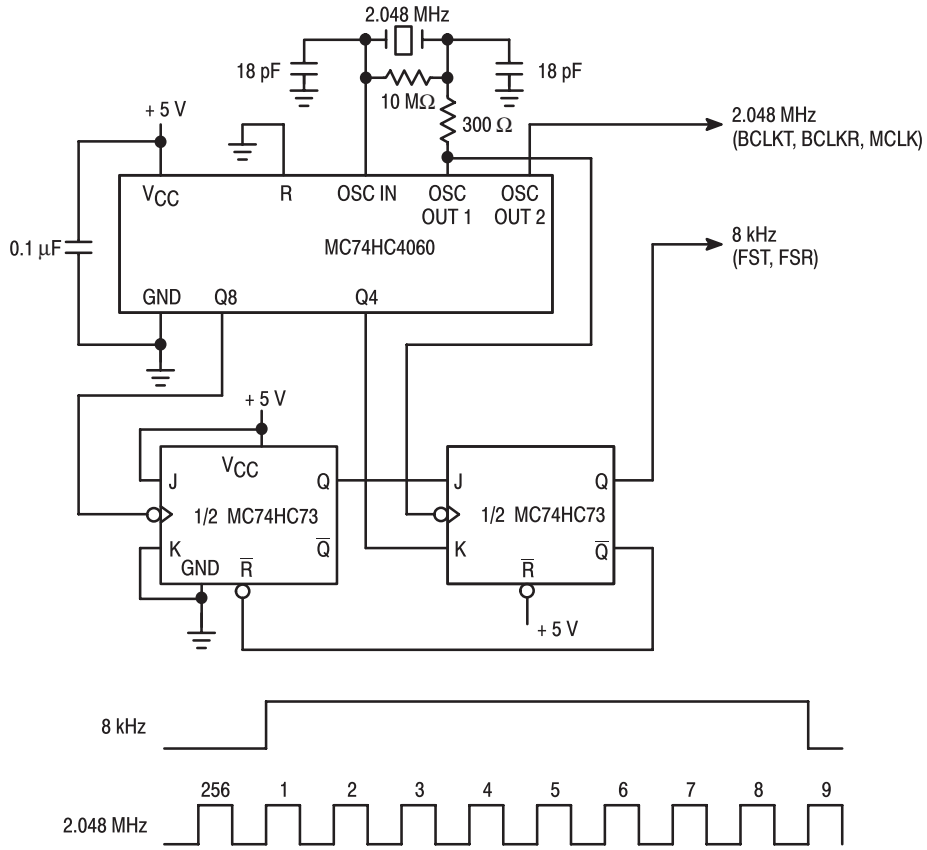 2.048 MHz
18 pF
18 pF
10 MΩ
300 Ω
+ 5 V
2.048 MHz
(BCLKT, BCLKR, MCLK)
VCC
R
OSC IN
OSC
OUT 1
OSC
OUT 2
0.1 µF
MC74HC4060
8 kHz
(FST, FSR)
GND
Q8
Q4
+ 5 V
VCC
J
Q
J
Q
1/2 MC74HC73
1/2 MC74HC73
K
Q̅
K
Q̅
GND
R̅
R̅
+ 5 V
8 kHz
256 1 2 3 4 5 6 7 8 9
2.048 MHz